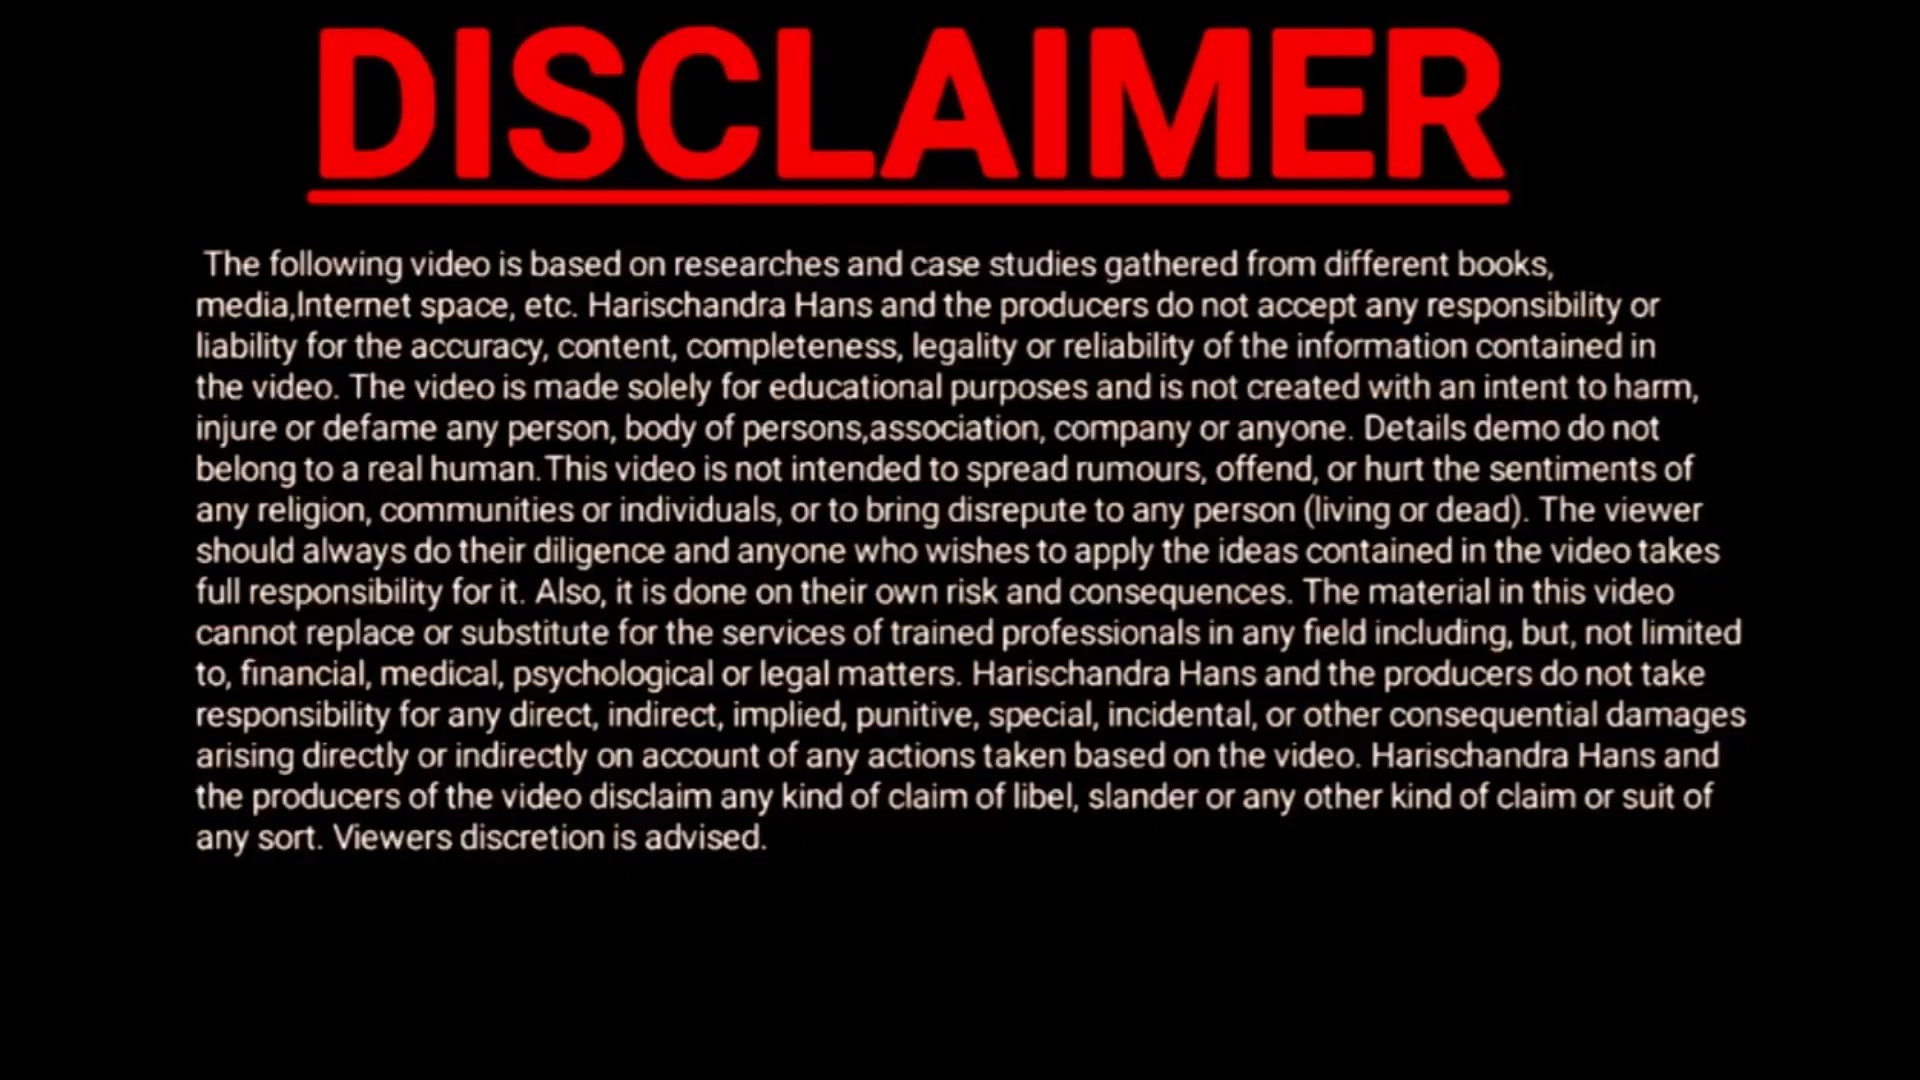 DISCLAIMER
The following video is based on researches and case studies gathered from different books,
media,Internet space, etc. Harischandra Hans and the producers do not accept any responsibility or
liability for the accuracy, content, completeness, legality or reliability of the information contained in
the video. The video is made solely for educational purposes and is not created with an intent to harm,
injure or defame any person, body of persons,association, company or anyone. Details demo do not
belong to a real human.This video is not intended to spread rumours, offend, or hurt the sentiments of
any religion, communities or individuals, or to bring disrepute to any person (living or dead). The viewer
should always do their diligence and anyone who wishes to apply the ideas contained in the video takes
full responsibility for it. Also, it is done on their own risk and consequences. The material in this video
cannot replace or substitute for the services of trained professionals in any field including, but, not limited
to, financial, medical, psychological or legal matters. Harischandra Hans and the producers do not take
responsibility for any direct, indirect, implied, punitive, special, incidental, or other consequential damages
arising directly or indirectly on account of any actions taken based on the video. Harischandra Hans and
the producers of the video disclaim any kind of claim of libel, slander or any other kind of claim or suit of
any sort. Viewers discretion is advised.